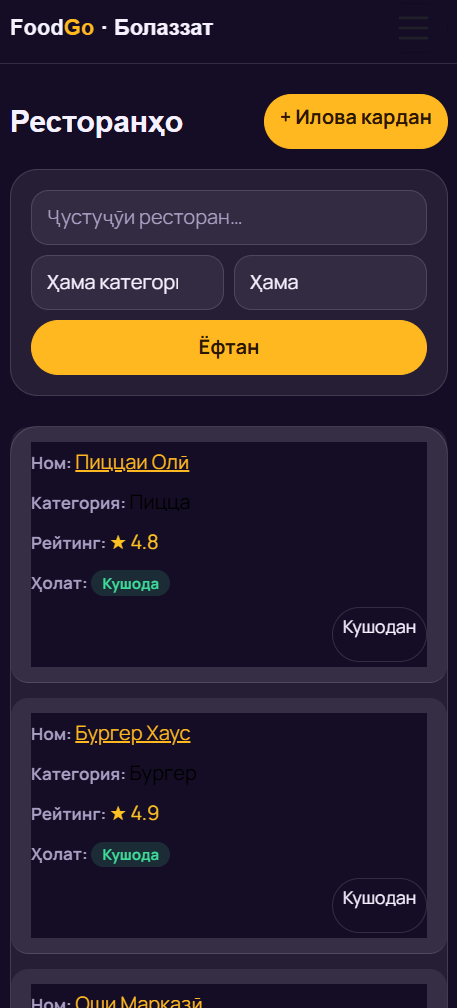 FoodGo · Болаззат
Ресторанҳо
+ Илова кардан
Ҷустуҷӯи ресторан...
Ҳама категорı
Ҳама
Ёфтан
Ном: Пиццаи Олӣ
Категория: Пицца
Рейтинг: ★ 4.8
Ҳолат: Кушода
Кушодан
Ном: Бургер Хаус
Категория: Бургер
Рейтинг: ★ 4.9
Ҳолат: Кушода
Кушодан
Ном: Оши Марказӣ